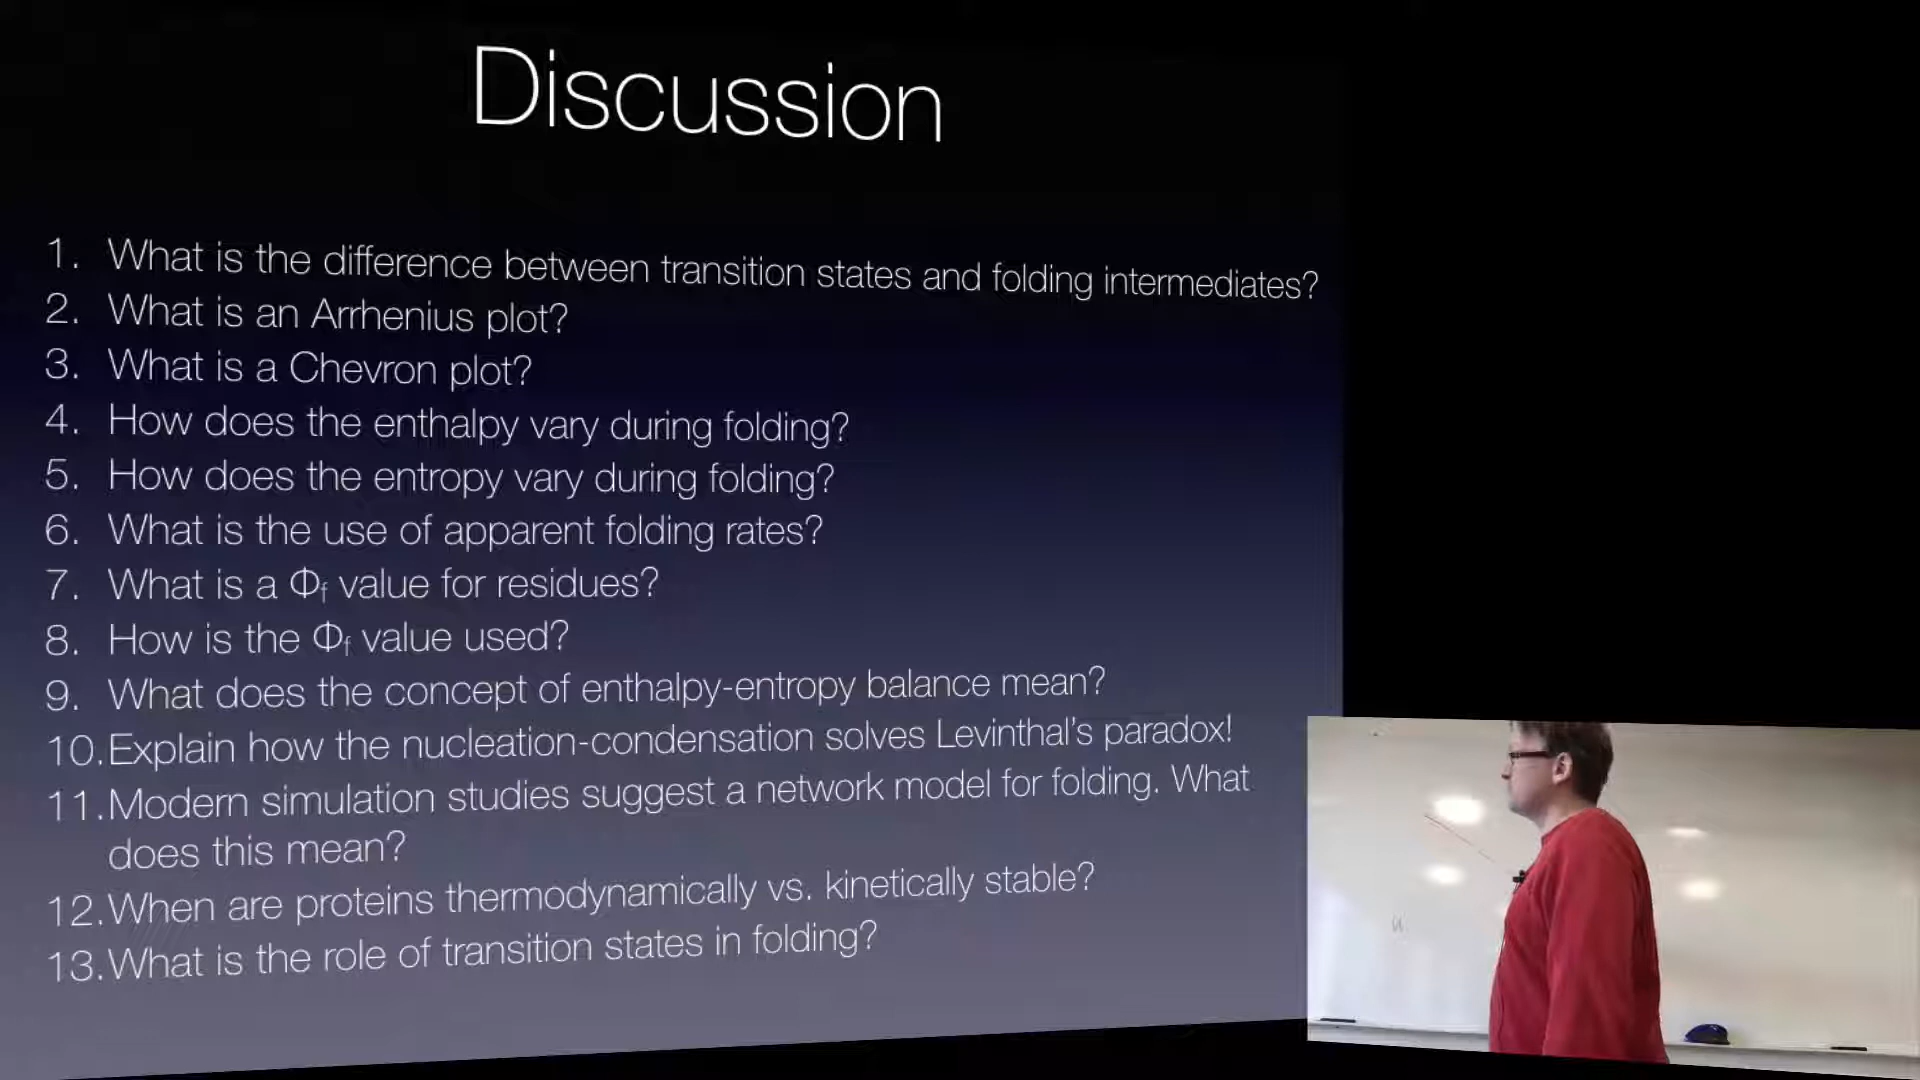 Discussion
1. What is the difference between transition states and folding intermediates?
2. What is an Arrhenius plot?
3. What is a Chevron plot?
4. How does the enthalpy vary during folding?
5. How does the entropy vary during folding?
6. What is the use of apparent folding rates?
7. What is a Φf value for residues?
8. How is the Φf value used?
9. What does the concept of enthalpy-entropy balance mean?
10. Explain how the nucleation-condensation solves Levinthal's paradox!
11. Modern simulation studies suggest a network model for folding. What
does this mean?
12. When are proteins thermodynamically vs. kinetically stable?
13. What is the role of transition states in folding?